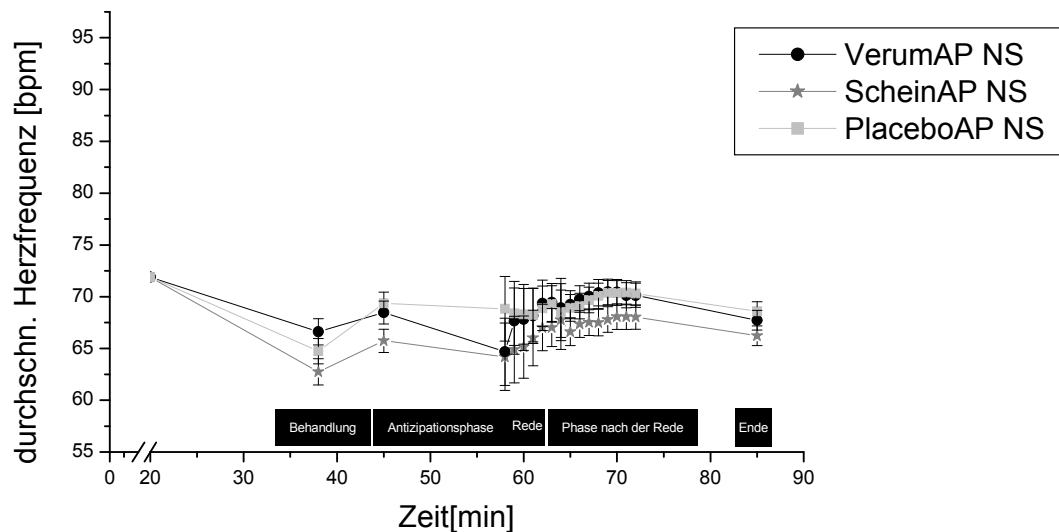 durchschn. Herzfrequenz [bpm]
95
90
85
80
75
70
65
60
55
VerumAP NS
ScheinAP NS
PlaceboAP NS
Behandlung
Antizipationsphase
Rede
Phase nach der Rede
Ende
0 20 30 40 50 60 70 80 90
Zeit[min]